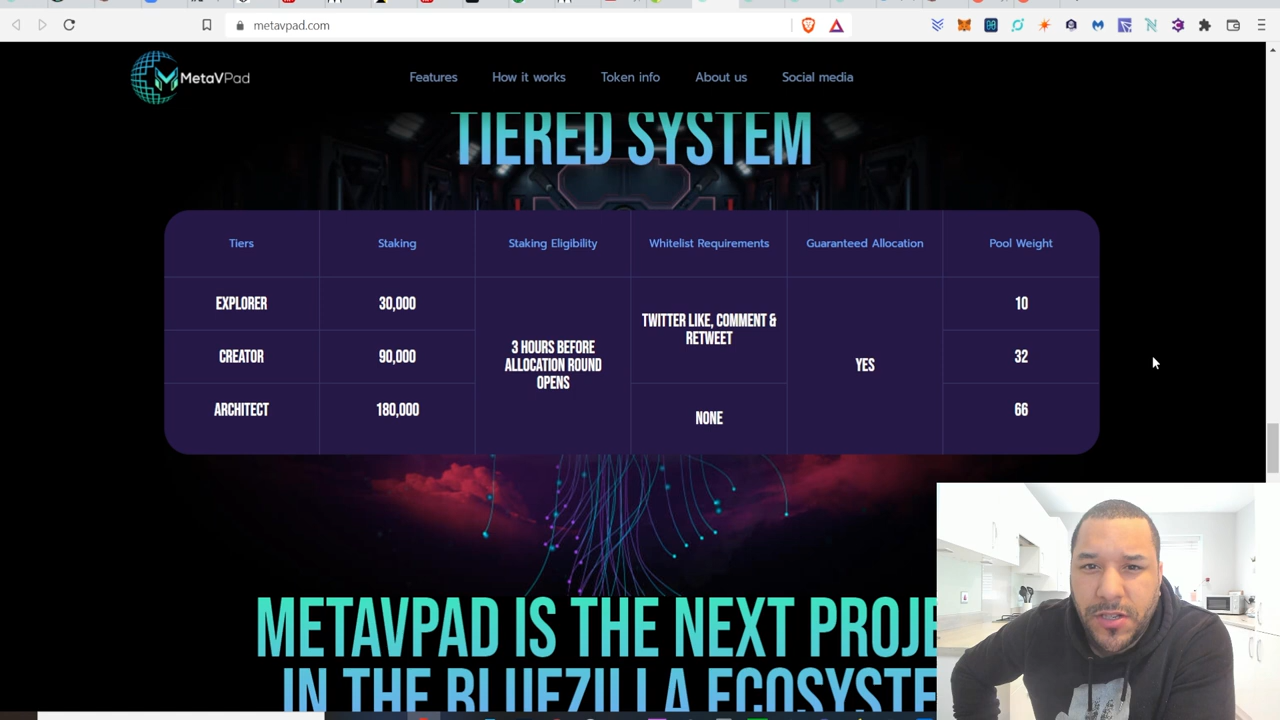 metavpad.com
MetaVPad
Features
How it works
Token info
About us
Social media
TIERED SYSTEM
Tiers
Staking
Staking Eligibility
Whitelist Requirements
Guaranteed Allocation
Pool Weight
EXPLORER
30,000
10
CREATOR
90,000
32
ARCHITECT
180,000
66
3 HOURS BEFORE
ALLOCATION ROUND
OPENS
TWITTER LIKE, COMMENT &
RETWEET
NONE
YES
METAVPAD IS THE NEXT PROJE
IN THE BLUEZILLA ECOSYSTE